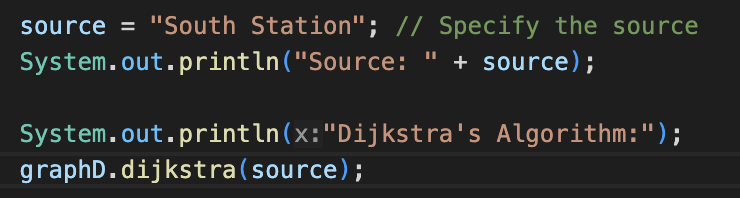 source = "South Station"; // Specify the source
System.out.println("Source: " + source);
System.out.println(x:"Dijkstra's Algorithm:");
graphD.dijkstra(source);